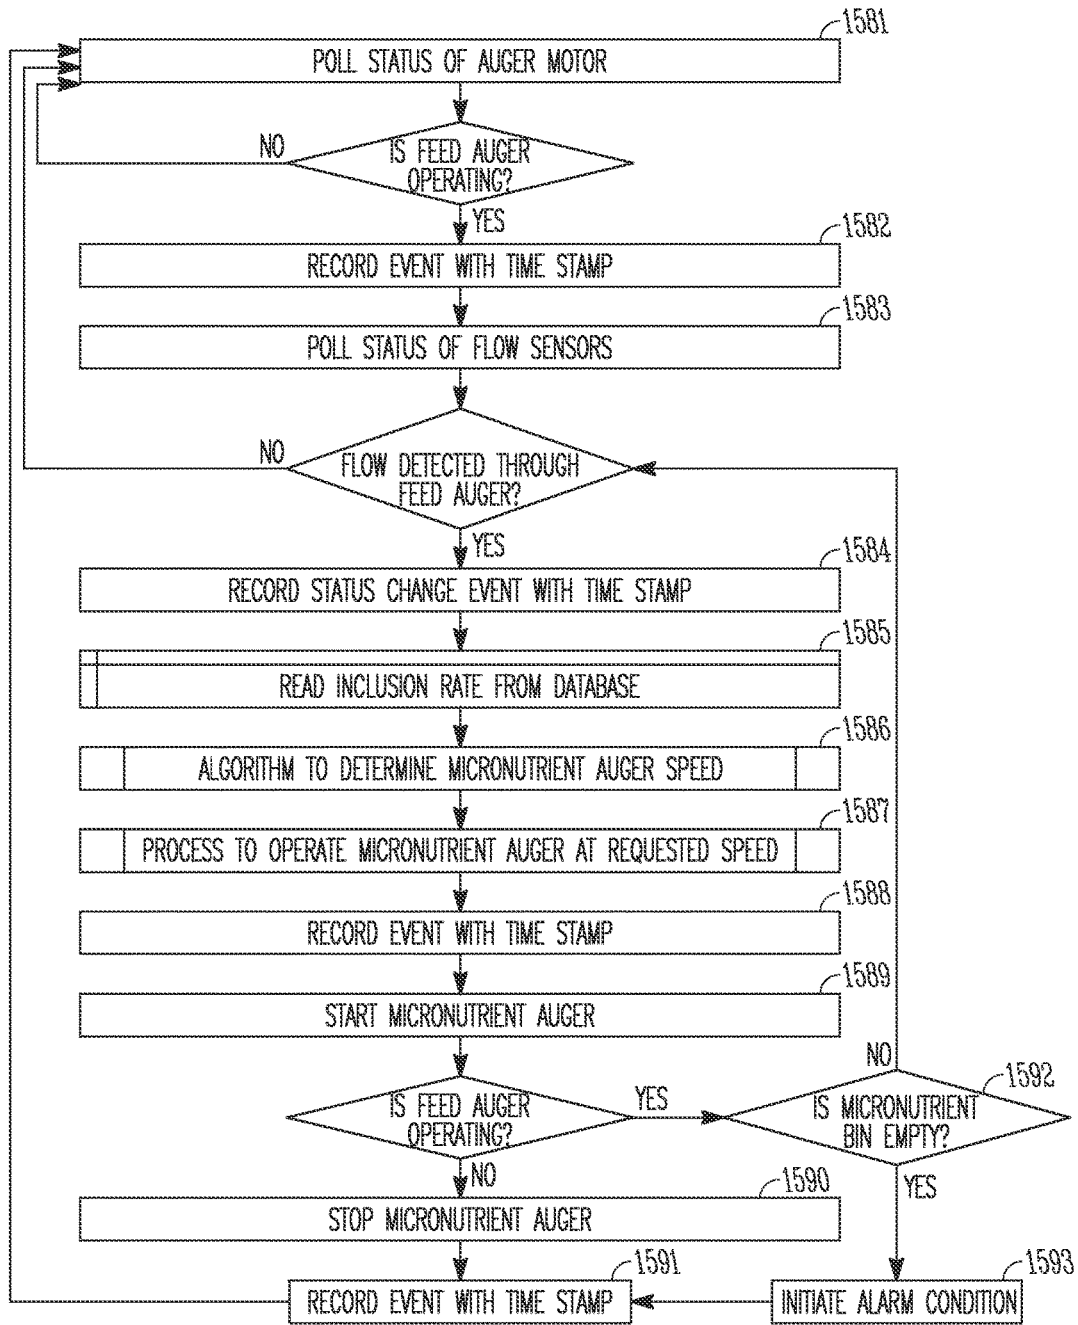 1581
POLL STATUS OF AUGER MOTOR
NO
IS FEED AUGER
OPERATING?
YES
1582
RECORD EVENT WITH TIME STAMP
1583
POLL STATUS OF FLOW SENSORS
NO
FLOW DETECTED THROUGH
FEED AUGER?
YES
1584
RECORD STATUS CHANGE EVENT WITH TIME STAMP
1585
READ INCLUSION RATE FROM DATABASE
1586
ALGORITHM TO DETERMINE MICRONUTRIENT AUGER SPEED
1587
PROCESS TO OPERATE MICRONUTRIENT AUGER AT REQUESTED SPEED
1588
RECORD EVENT WITH TIME STAMP
1589
START MICRONUTRIENT AUGER
IS FEED AUGER
OPERATING?
YES
NO
NO
1592
IS MICRONUTRIENT
BIN EMPTY?
YES
1590
STOP MICRONUTRIENT AUGER
1591
RECORD EVENT WITH TIME STAMP
1593
INITIATE ALARM CONDITION